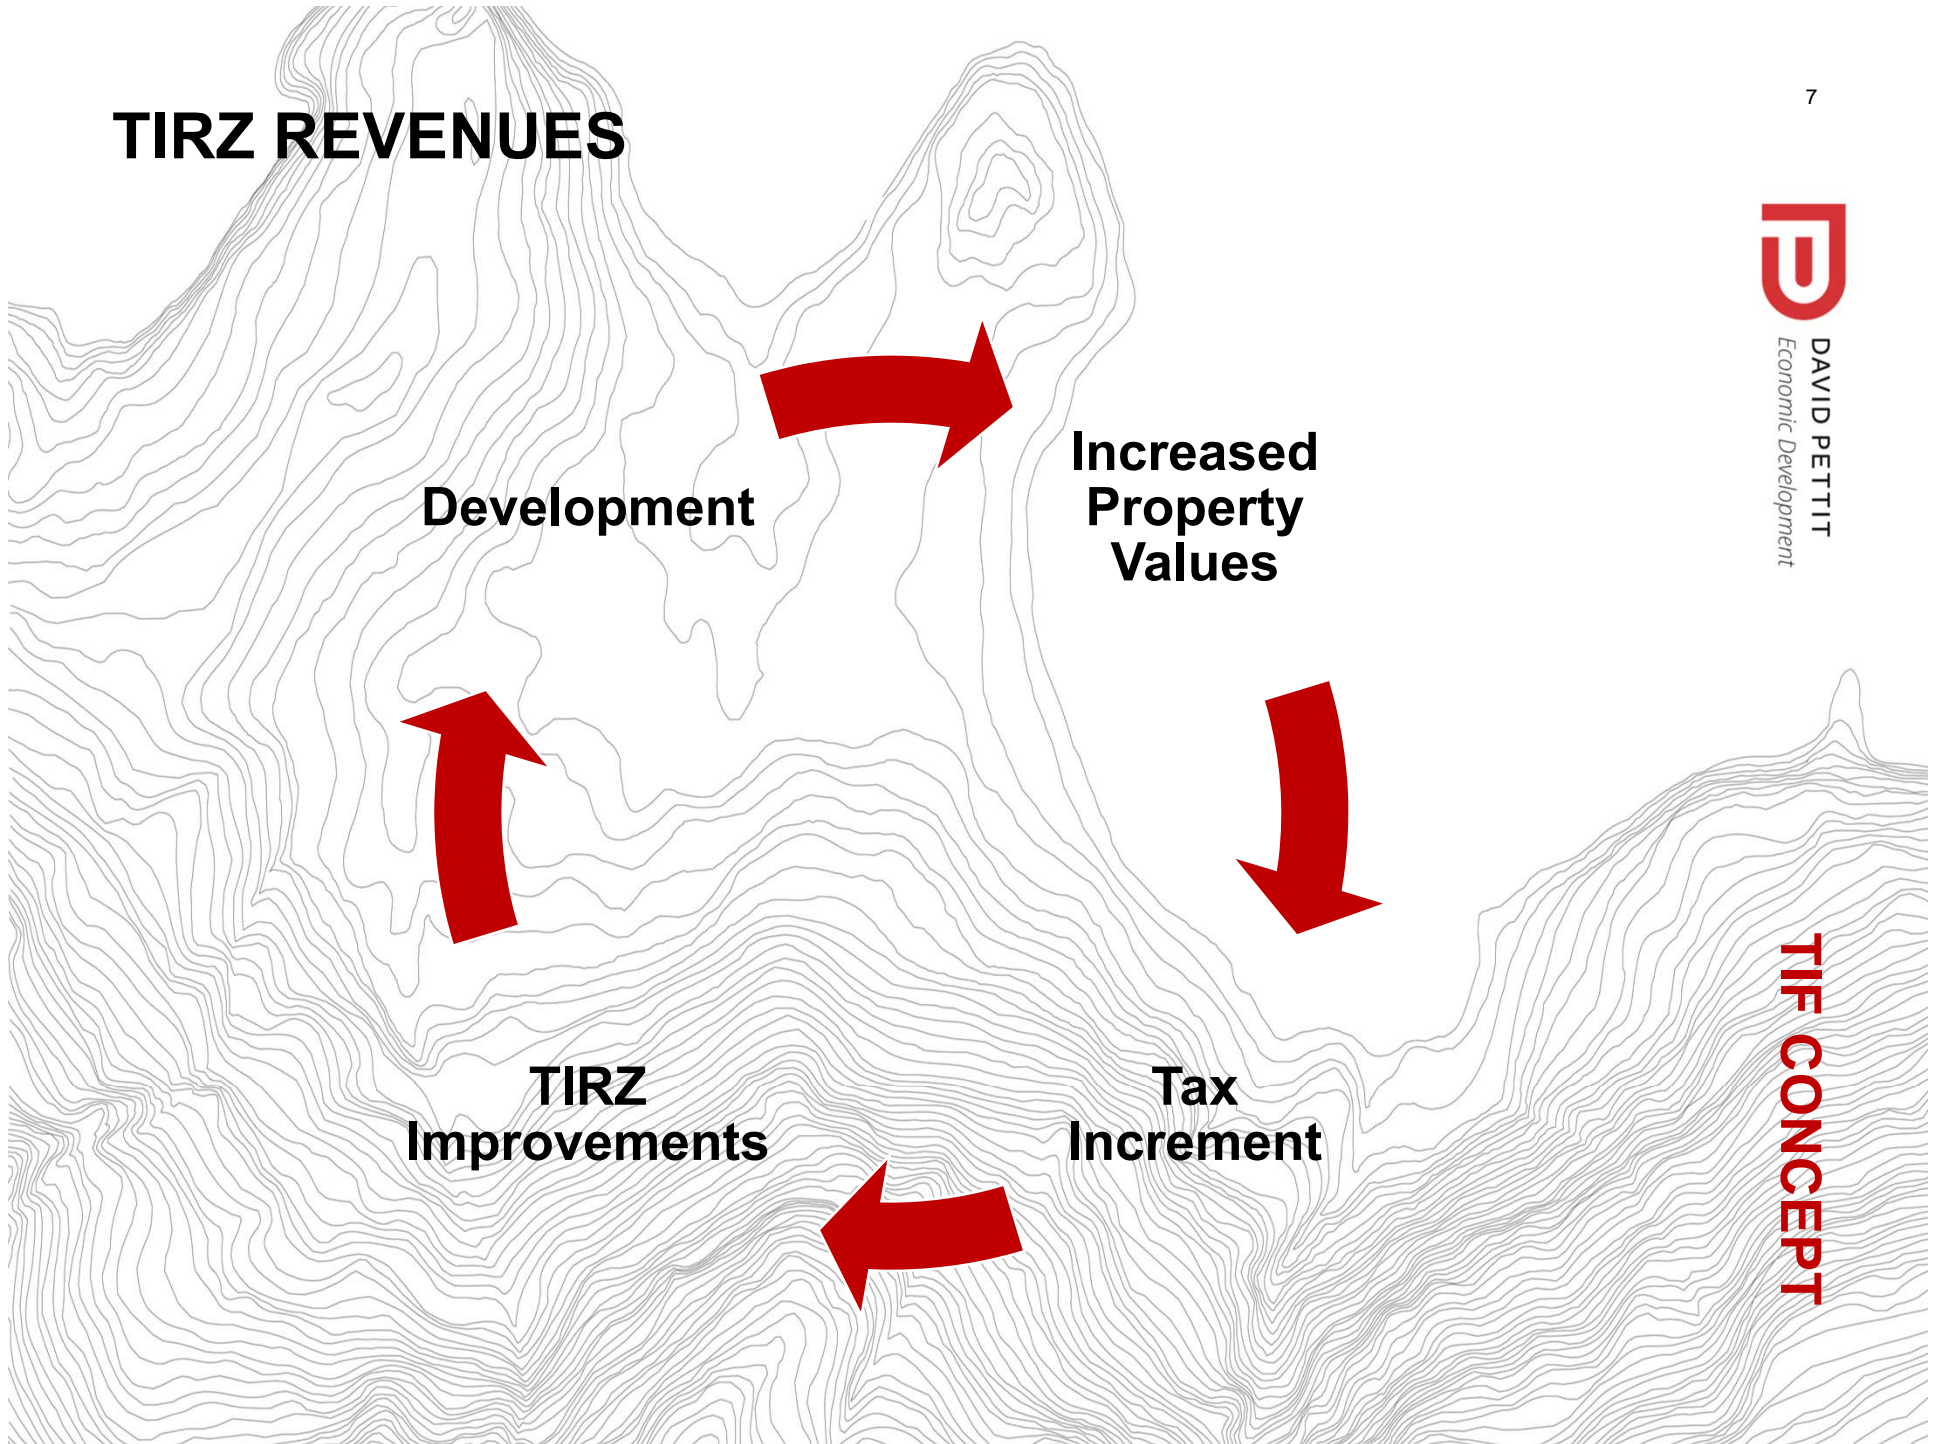 7
TIRZ REVENUES
DAVID PETTIT
Economic Development
Development
Increased
Property
Values
TIRZ
Improvements
Tax
Increment
TIF CONCEPT